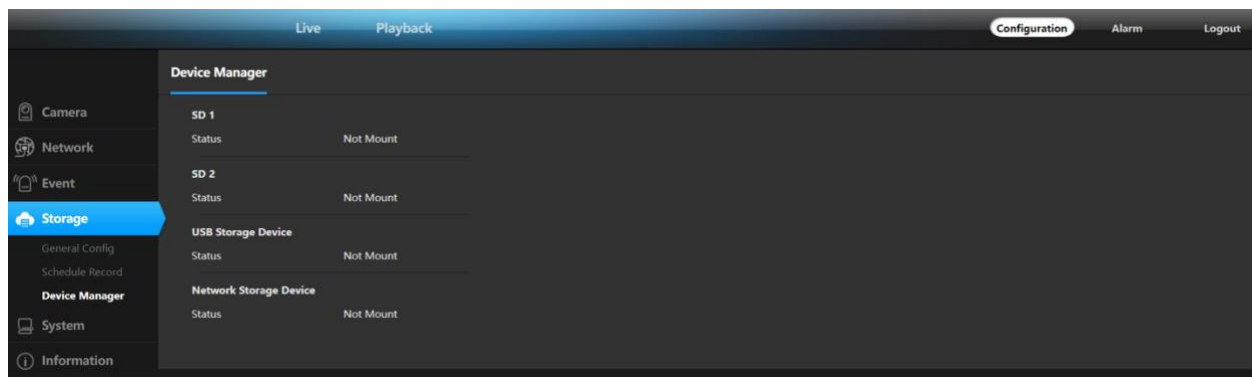 Live Playback Configuration Alarm Logout
Device Manager
Camera
Network
Event
Storage
General Config
Schedule Record
Device Manager
System
Information
SD 1
Status Not Mount
SD 2
Status Not Mount
USB Storage Device
Status Not Mount
Network Storage Device
Status Not Mount